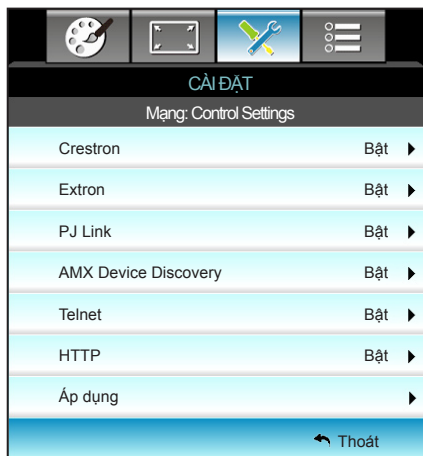 CÀI ĐẶT
Mạng: Control Settings
Crestron Bật
Extron Bật
PJ Link Bật
AMX Device Discovery Bật
Telnet Bật
HTTP Bật
Áp dụng
Thoát